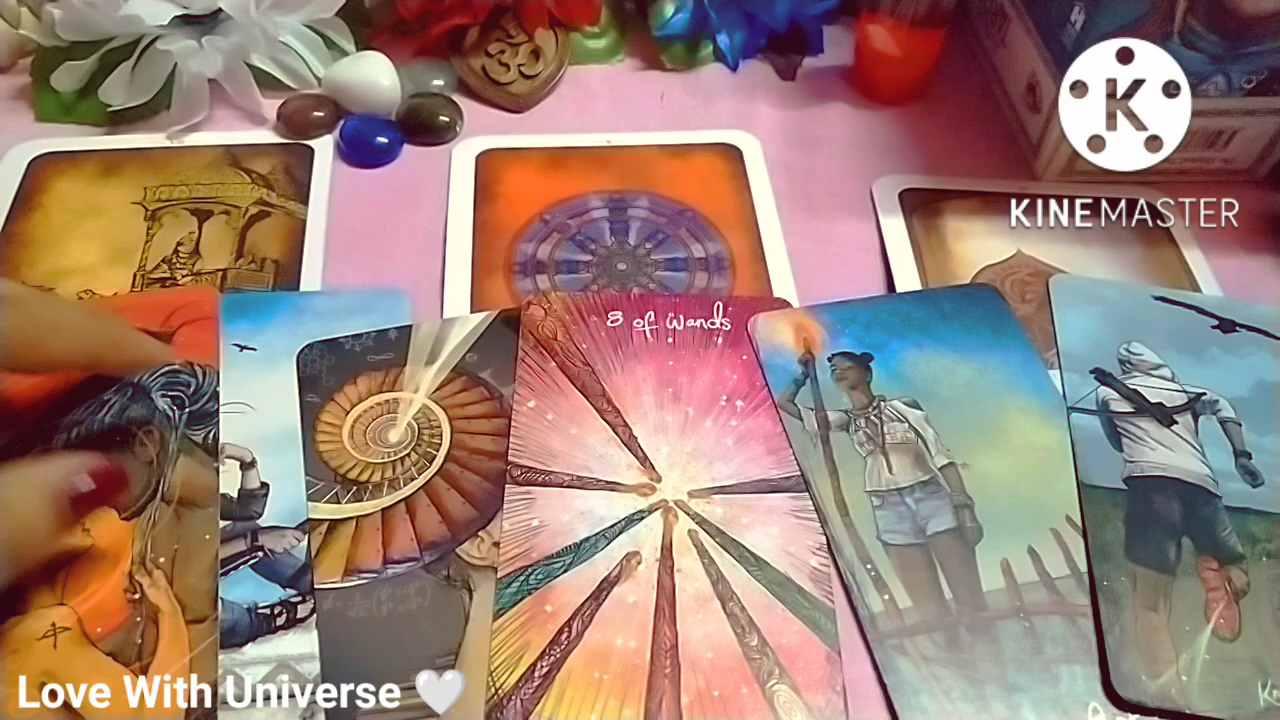 K
KINEMASTER
ॐ
8 of wands
Love With Universe 🤍